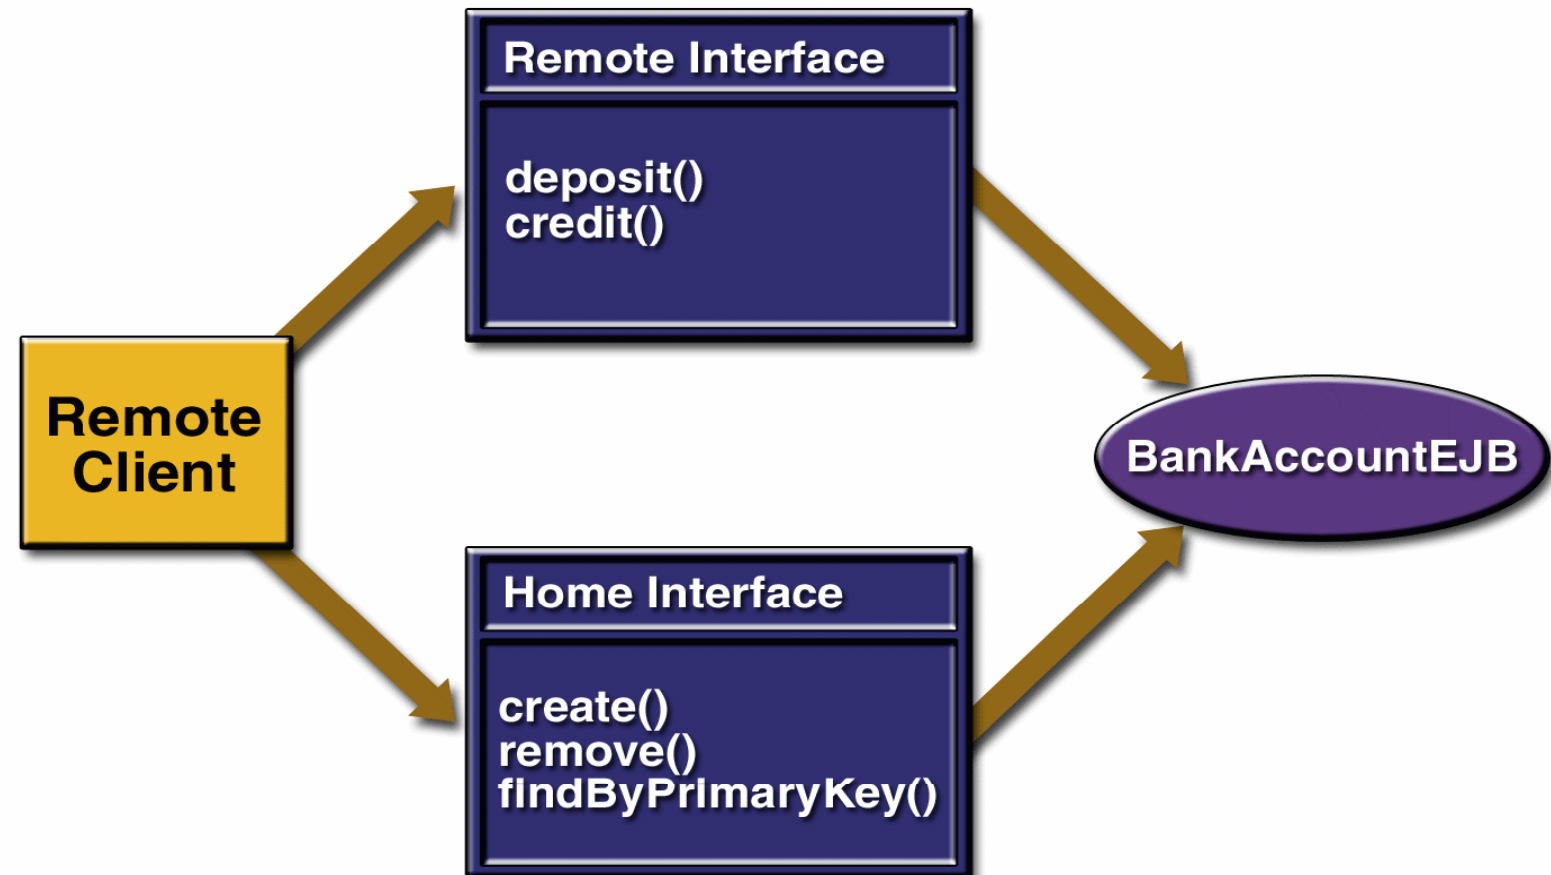 Remote Interface
deposit()
credit()
Remote
Client
BankAccountEJB
Home Interface
create()
remove()
findByPrimaryKey()